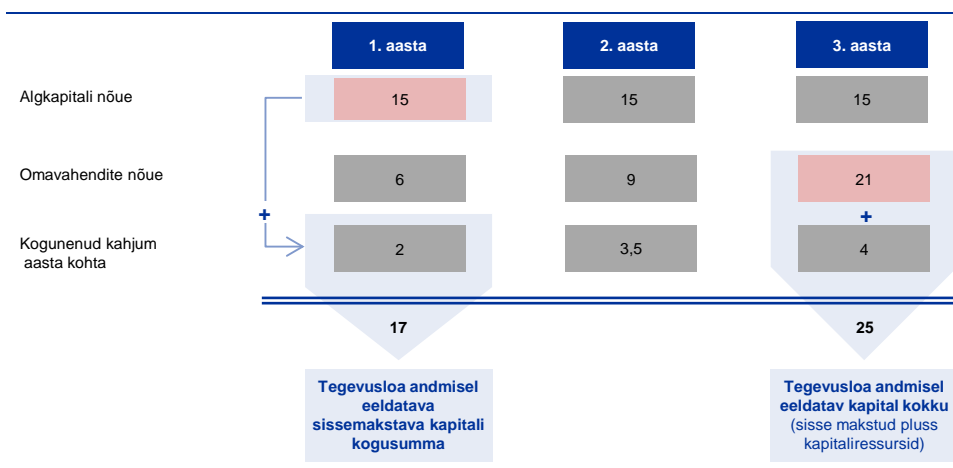 1. aasta 2. aasta 3. aasta
Algkapitali nõue 15 15 15
Omavahendite nõue 6 9 21
+ +
Kogunenud kahjum
aasta kohta 2 3,5 4
17 25
Tegevusloa andmisel
eeldatava
sissemakstava kapitali
kogusumma
Tegevusloa andmisel
eeldatav kapital kokku
(sisse makstud pluss
kapitaliressursid)